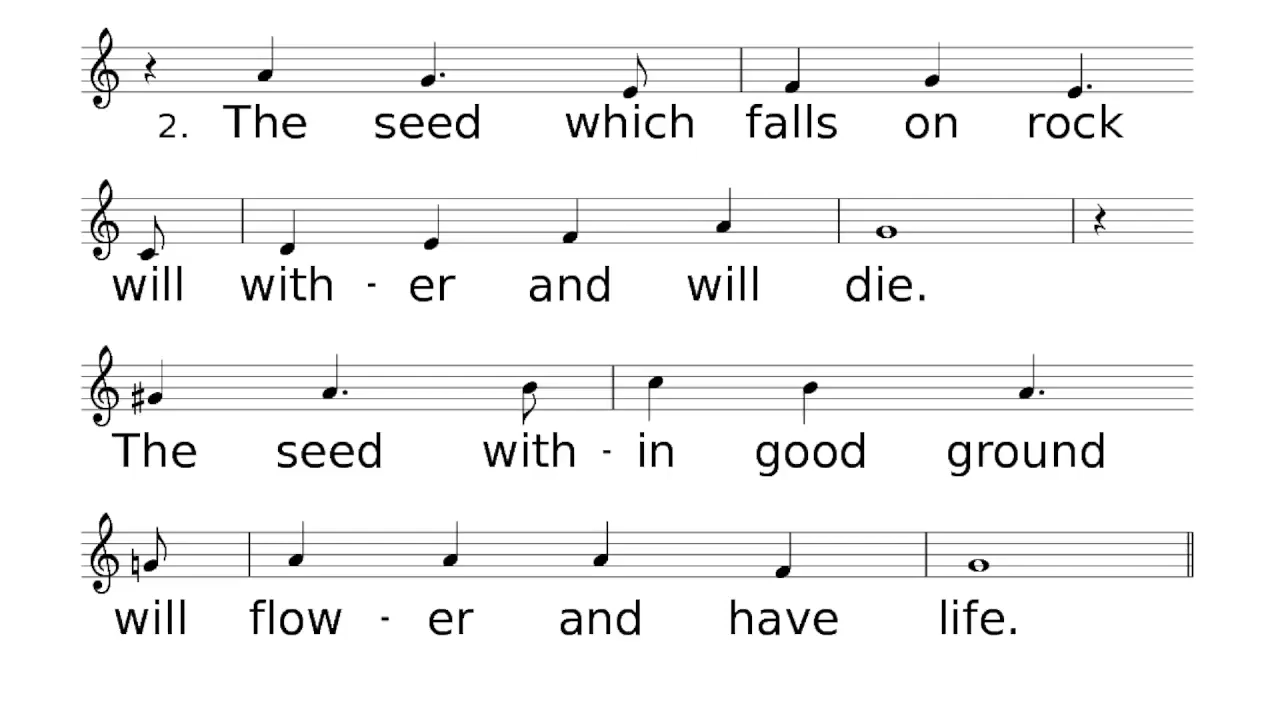 2. The seed which falls on rock
will with - er and will die.
The seed with - in good ground
will flow - er and have life.